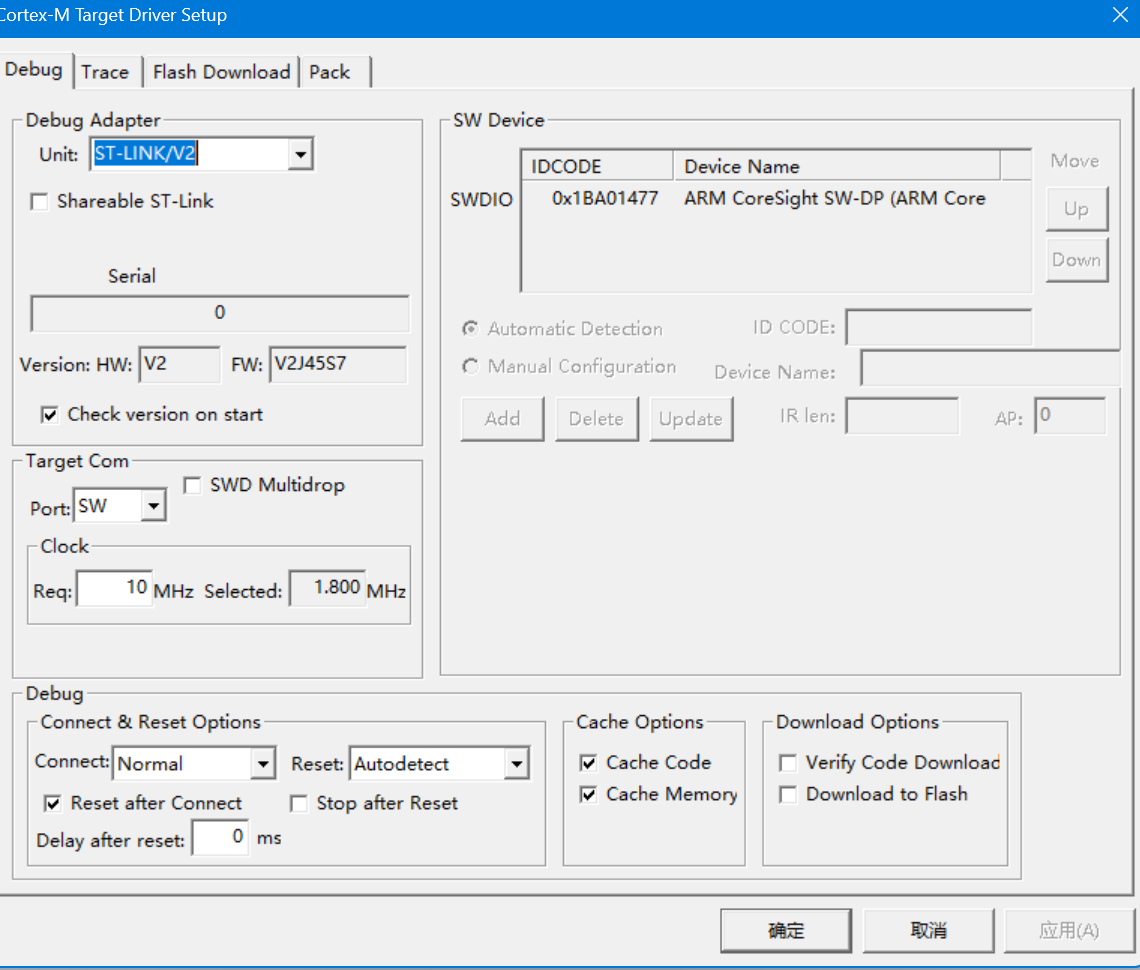 Cortex-M Target Driver Setup
Debug Trace Flash Download Pack
Debug Adapter
Unit: ST-LINK/V2
Shareable ST-Link
Serial
0
Version: HW: V2 FW: V2J45S7
Check version on start
Target Com
Port: SW SWD Multidrop
Clock
Req: 10 MHz Selected: 1.800 MHz
SW Device
IDCODE Device Name Move
SWDIO 0x1BA01477 ARM CoreSight SW-DP (ARM Core
Up
Down
Automatic Detection ID CODE:
Manual Configuration Device Name:
Add Delete Update IR len: AP: 0
Debug
Connect & Reset Options
Connect: Normal Reset: Autodetect
Reset after Connect Stop after Reset
Delay after reset: 0 ms
Cache Options
Cache Code
Cache Memory
Download Options
Verify Code Download
Download to Flash
确定 取消 应用(A)